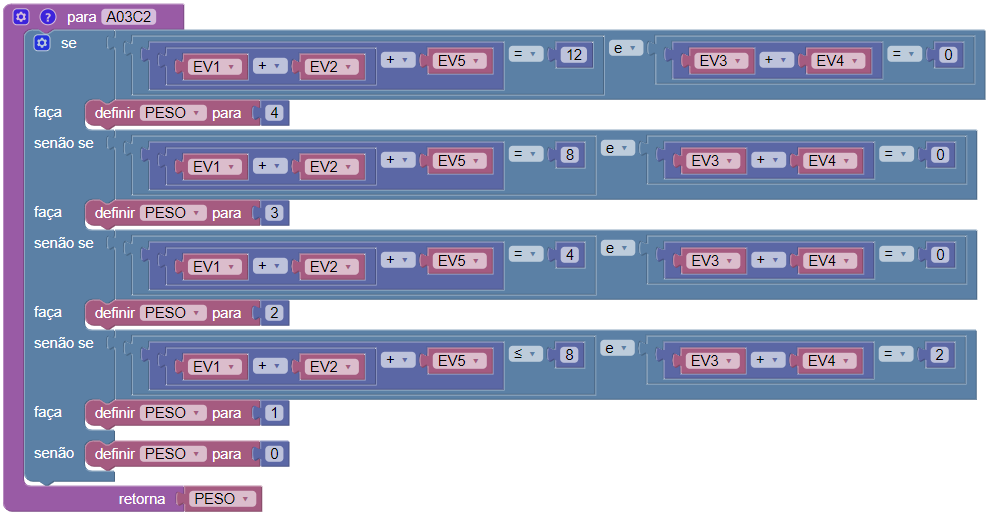 ? para A03C2
se EV1 + EV2 + EV5 = 12 e EV3 + EV4 = 0
faça definir PESO para 4
senão se EV1 + EV2 + EV5 = 8 e EV3 + EV4 = 0
faça definir PESO para 3
senão se EV1 + EV2 + EV5 = 4 e EV3 + EV4 = 0
faça definir PESO para 2
senão se EV1 + EV2 + EV5 ≤ 8 e EV3 + EV4 = 2
faça definir PESO para 1
senão definir PESO para 0
retorna PESO